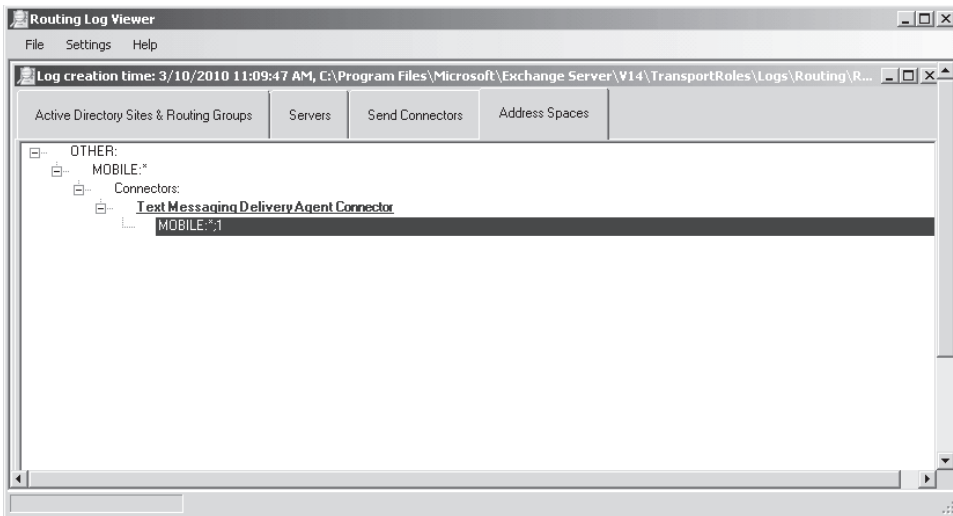 Routing Log Viewer
File Settings Help
Log creation time: 3/10/2010 11:09:47 AM, C:\Program Files\Microsoft\Exchange Server\V14\TransportRoles\Logs\Routing\R...
Active Directory Sites & Routing Groups Servers Send Connectors Address Spaces
OTHER:
MOBILE:*
Connectors:
Text Messaging Delivery Agent Connector
MOBILE:*;1